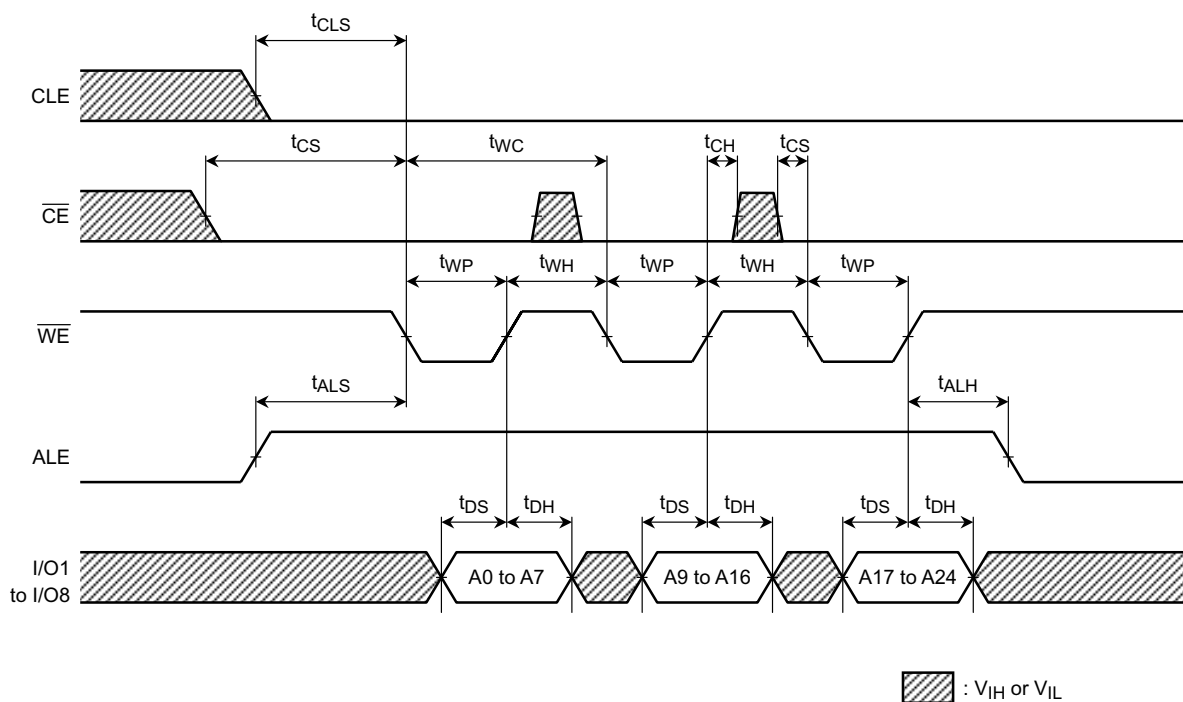 tCLS
CLE
tCS tWC tCH tCS
CE
tWP tWH tWP tWH tWP
WE
tALS tALH
ALE
tDS tDH tDS tDH tDS tDH
I/O1
to I/O8
A0 to A7 A9 to A16 A17 to A24
: VIH or VIL